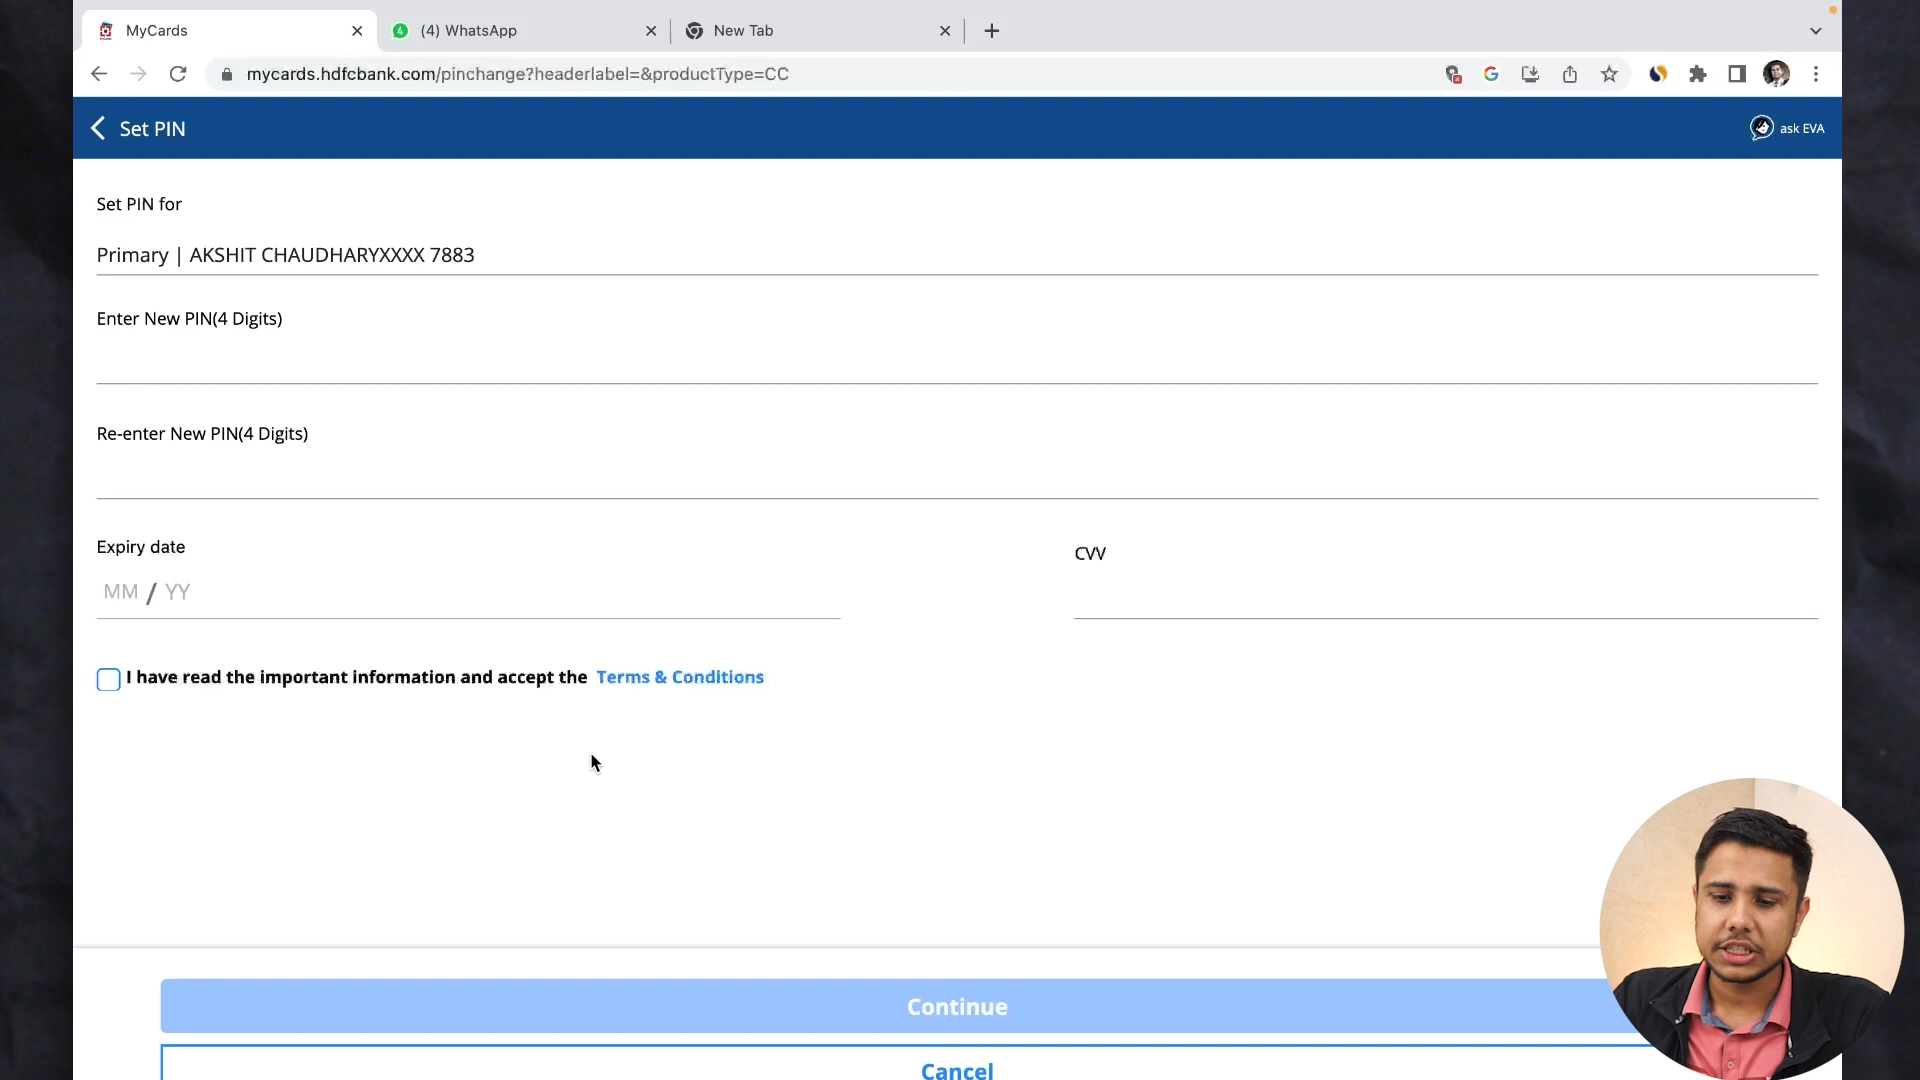 MyCards
(4) WhatsApp
New Tab
mycards.hdfcbank.com/pinchange?headerlabel=&productType=CC
Set PIN
ask EVA
Set PIN for
Primary | AKSHIT CHAUDHARYXXXX 7883
Enter New PIN(4 Digits)
Re-enter New PIN(4 Digits)
Expiry date
CVV
MM / YY
I have read the important information and accept the Terms & Conditions
Continue
Cancel